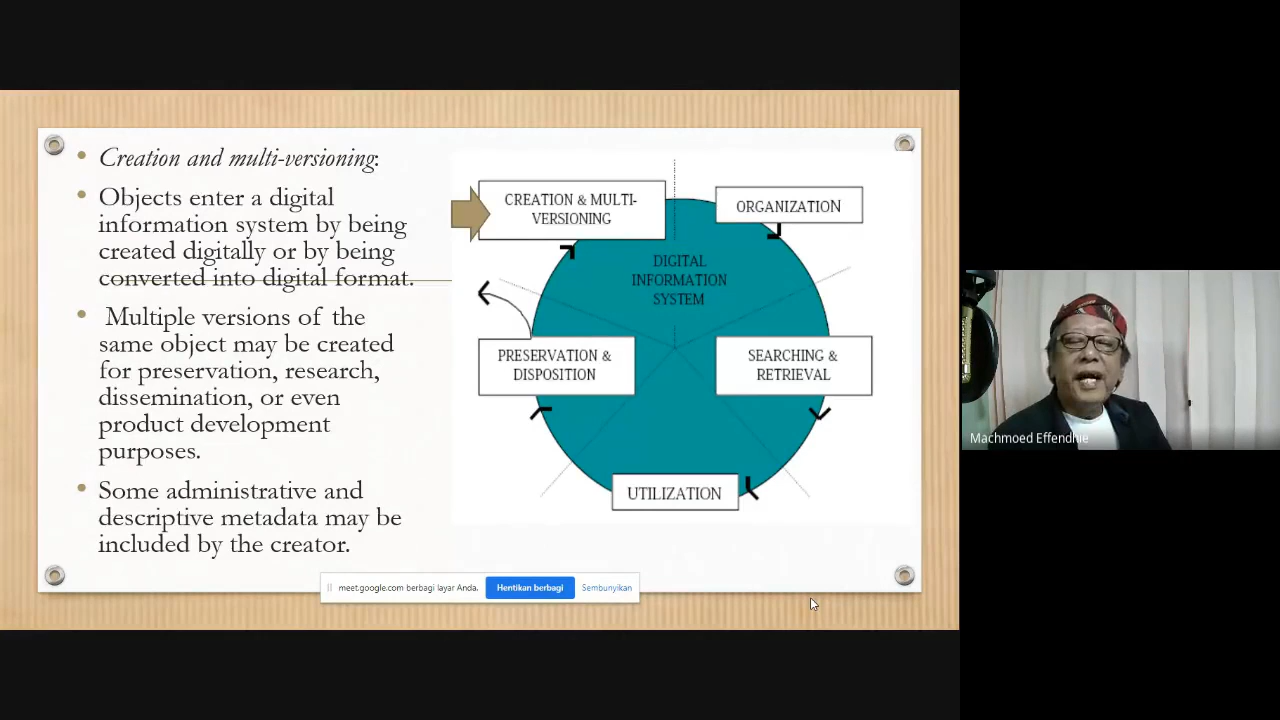 Creation and multi-versioning:
Objects enter a digital
information system by being
created digitally or by being
converted into digital format.
Multiple versions of the
same object may be created
for preservation, research,
dissemination, or even
product development
purposes.
Some administrative and
descriptive metadata may be
included by the creator.
CREATION & MULTI-
VERSIONING
ORGANIZATION
DIGITAL
INFORMATION
SYSTEM
PRESERVATION &
DISPOSITION
SEARCHING &
RETRIEVAL
UTILIZATION
meet.google.com berbagi layar Anda.
Hentikan berbagi
Sembunyikan
Machmoed Effendhie